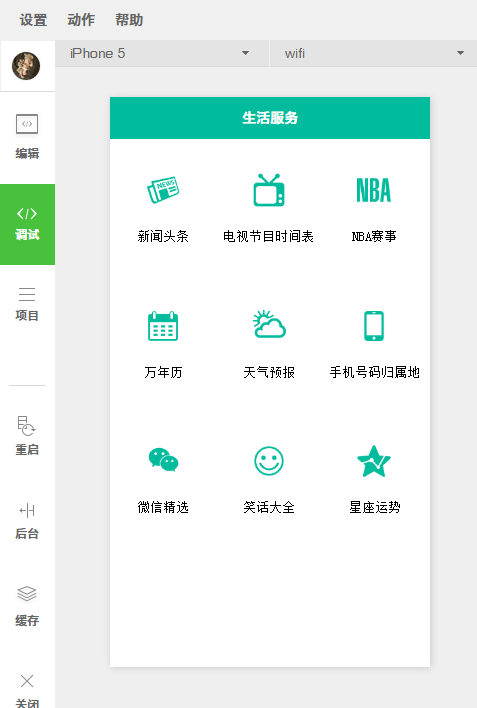 设置 动作 帮助
iPhone 5 wifi
编辑
调试
项目
重启
后台
缓存
关闭
生活服务
NEWS NBA
新闻头条 电视节目时间表 NBA赛事
万年历 天气预报 手机号码归属地
微信精选 笑话大全 星座运势